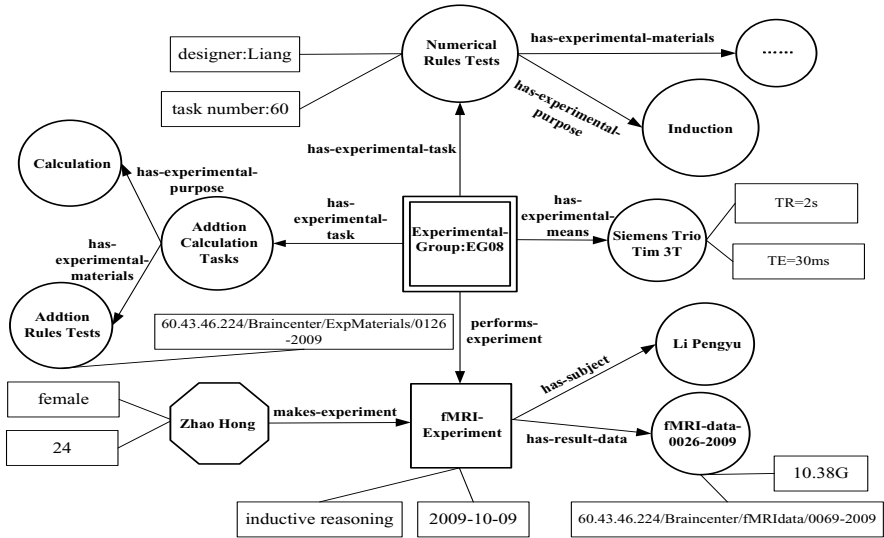 designer:Liang
task number:60
Numerical
Rules Tests
has-experimental-materials
......
has-experimental-
purpose
Induction
has-experimental-task
Calculation
has-experimental-
purpose
Addtion
Calculation
Tasks
has-
experimental-
task
Experimental-
Group:EG08
has-
experimental-
means
Siemens Trio
Tim 3T
TR=2s
TE=30ms
has-
experimental-
materials
Addtion
Rules Tests
60.43.46.224/Braincenter/ExpMaterials/0126
-2009
performs-
experiment
has-subject
Li Pengyu
female
24
Zhao Hong
makes-experiment
fMRI-
Experiment
has-result-data
fMRI-data-
0026-2009
10.38G
inductive reasoning
2009-10-09
60.43.46.224/Braincenter/fMRIdata/0069-2009